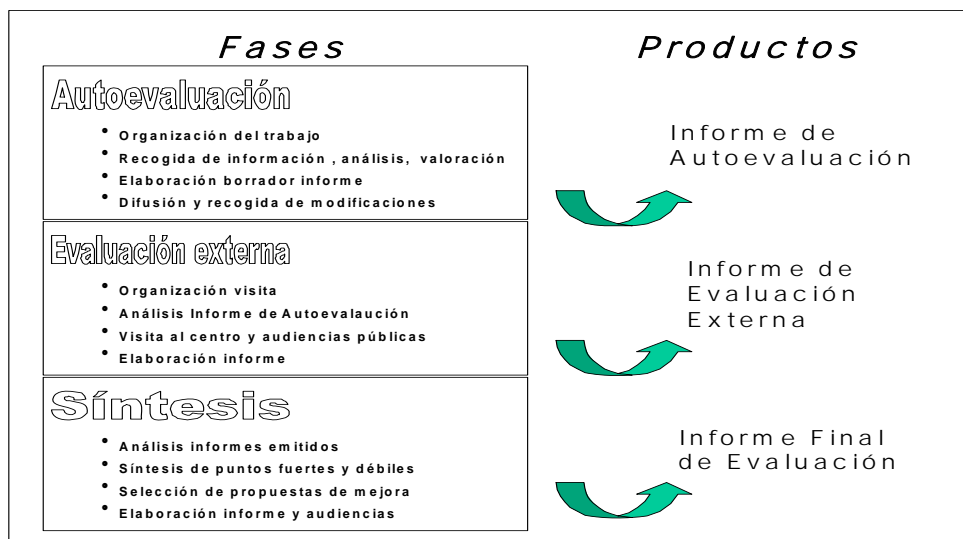 Fases
Autoevaluación
• Organización del trabajo
• Recogida de información , análisis, valoración
• Elaboración borrador informe
• Difusión y recogida de modificaciones
Evaluación externa
• Organización visita
• Análisis Informe de Autoevalaución
• Visita al centro y audiencias públicas
• Elaboración informe
Síntesis
• Análisis informes emitidos
• Síntesis de puntos fuertes y débiles
• Selección de propuestas de mejora
• Elaboración informe y audiencias
Productos
Informe de
Autoevaluación
Informe de
Evaluación
Externa
Informe Final
de Evaluación